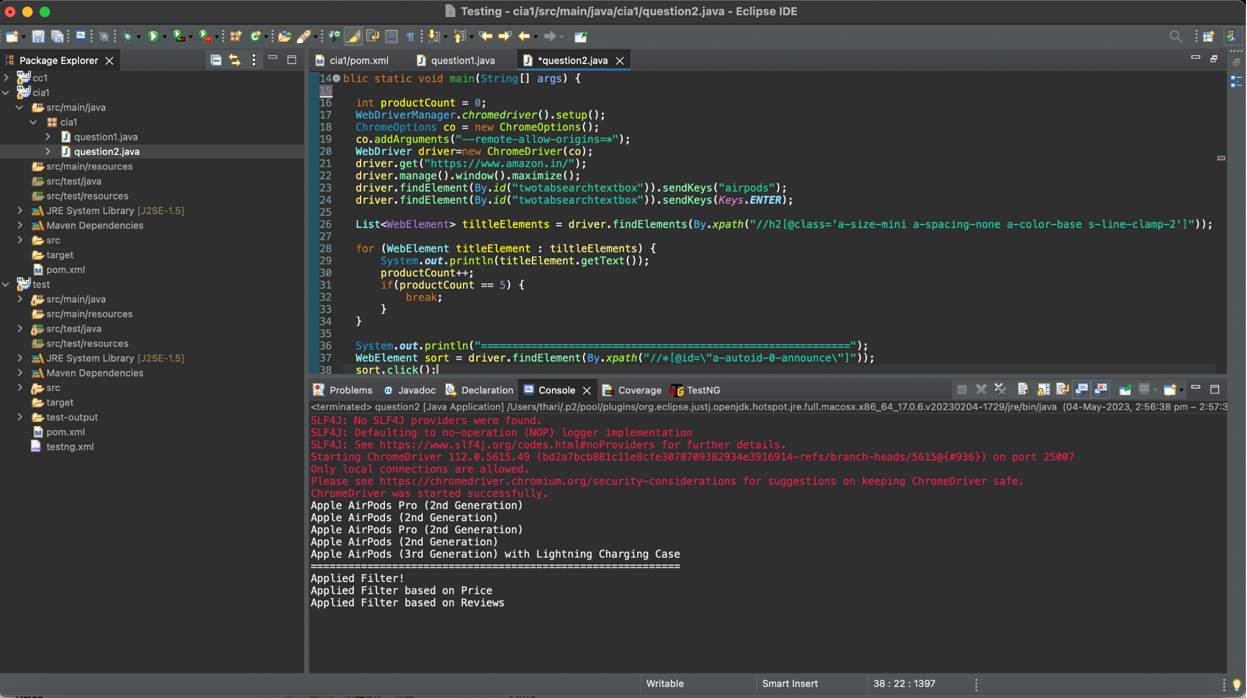 Testing - cia1/src/main/java/cia1/question2.java - Eclipse IDE
Package Explorer
cia1/pom.xml
question1.java
*question2.java
cc1
cia1
src/main/java
cia1
question1.java
question2.java
src/main/resources
src/test/java
src/test/resources
JRE System Library [J2SE-1.5]
Maven Dependencies
src
target
pom.xml
test
src/main/java
src/main/resources
src/test/java
src/test/resources
JRE System Library [J2SE-1.5]
Maven Dependencies
src
target
test-output
pom.xml
testng.xml
14 blic static void main(String[] args) {
15
16 int productCount = 0;
17 WebDriverManager.chromedriver().setup();
18 ChromeOptions co = new ChromeOptions();
19 co.addArguments("--remote-allow-origins=*");
20 WebDriver driver=new ChromeDriver(co);
21 driver.get("https://www.amazon.in/");
22 driver.manage().window().maximize();
23 driver.findElement(By.id("twotabsearchtextbox")).sendKeys("airpods");
24 driver.findElement(By.id("twotabsearchtextbox")).sendKeys(Keys.ENTER);
25
26 List<WebElement> tiltleElements = driver.findElements(By.xpath("//h2[@class='a-size-mini a-spacing-none a-color-base s-line-clamp-2']"));
27
28 for (WebElement titleElement : tiltleElements) {
29 System.out.println(titleElement.getText());
30 productCount++;
31 if(productCount == 5) {
32 break;
33 }
34 }
35
36 System.out.println("===========================================================");
37 WebElement sort = driver.findElement(By.xpath("//*[@id=\"a-autoid-0-announce\"]"));
38 sort.click();
Problems
Javadoc
Declaration
Console
Coverage
TestNG
<terminated> question2 [Java Application] /Users/thari/.p2/pool/plugins/org.eclipse.justj.openjdk.hotspot.jre.full.macosx.x86_64_17.0.6.v20230204-1729/jre/bin/java (04-May-2023, 2:56:38 pm – 2:57:3
SLF4J: No SLF4J providers were found.
SLF4J: Defaulting to no-operation (NOP) logger implementation
SLF4J: See https://www.slf4j.org/codes.html#noProviders for further details.
Starting ChromeDriver 112.0.5615.49 (bd2a7bcb881c11e8cfe3078709382934e3916914-refs/branch-heads/5615@{#936}) on port 25007
Only local connections are allowed.
Please see https://chromedriver.chromium.org/security-considerations for suggestions on keeping ChromeDriver safe.
ChromeDriver was started successfully.
Apple AirPods Pro (2nd Generation)
Apple AirPods (2nd Generation)
Apple AirPods Pro (2nd Generation)
Apple AirPods (2nd Generation)
Apple AirPods (3rd Generation) with Lightning Charging Case
===========================================================
Applied Filter!
Applied Filter based on Price
Applied Filter based on Reviews
Writable
Smart Insert
38 : 22 : 1397